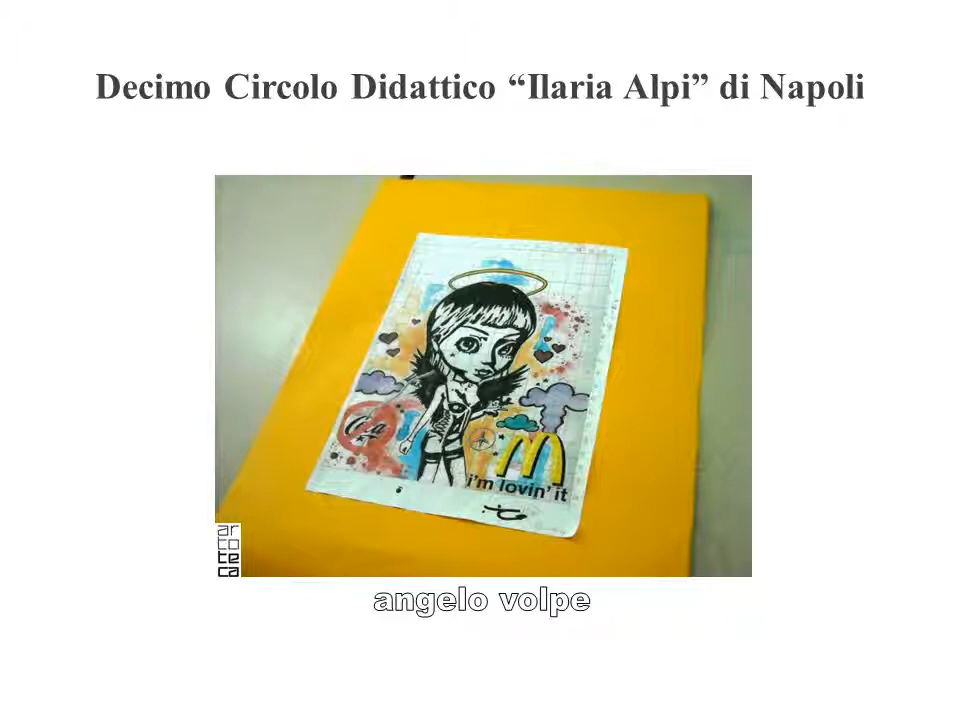 Decimo Circolo Didattico “Ilaria Alpi” di Napoli
i'm lovin' it
ar
to
te
ca
angelo volpe